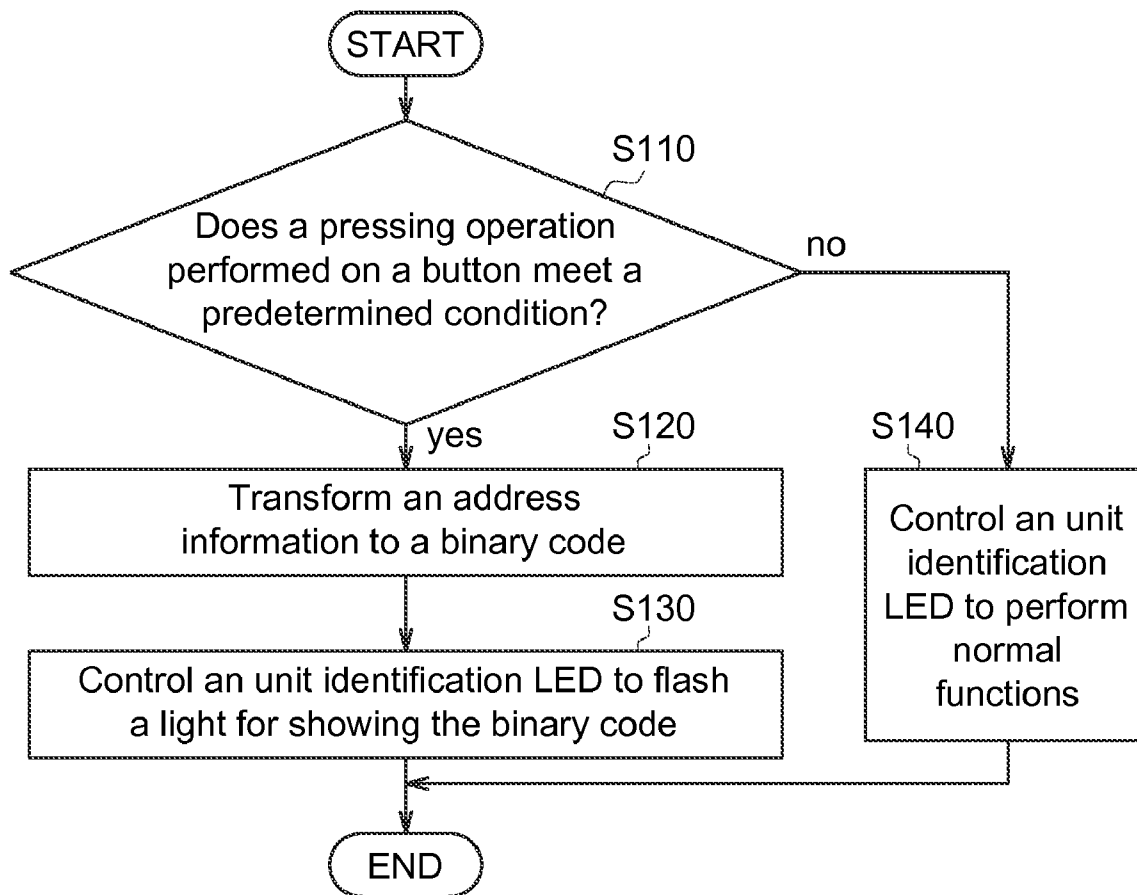 START
S110
Does a pressing operation
performed on a button meet a
predetermined condition?
no
yes
S120
Transform an address
information to a binary code
S130
Control an unit identification LED to flash
a light for showing the binary code
S140
Control an unit
identification
LED to perform
normal
functions
END